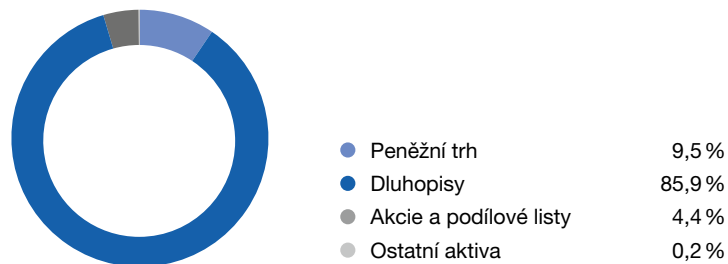 Peněžní trh 9,5 %
Dluhopisy 85,9 %
Akcie a podílové listy 4,4 %
Ostatní aktiva 0,2 %